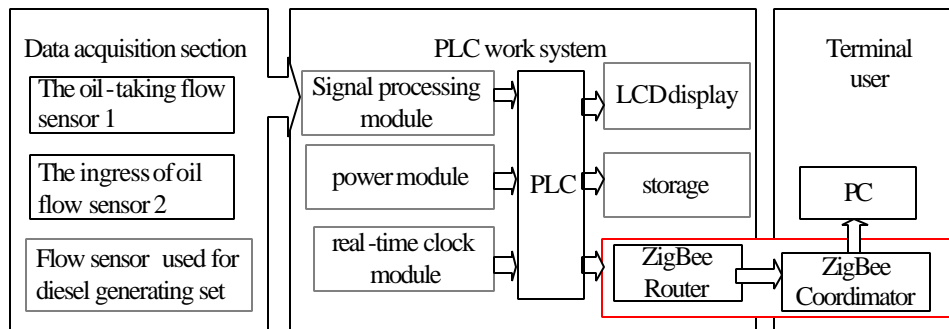 Data acquisition section
The oil-taking flow
sensor 1
The ingress of oil
flow sensor 2
Flow sensor used for
diesel generating set
PLC work system
Signal processing
module
power module
real-time clock
module
PLC
LCD display
storage
ZigBee
Router
Terminal
user
PC
ZigBee
Coordimator